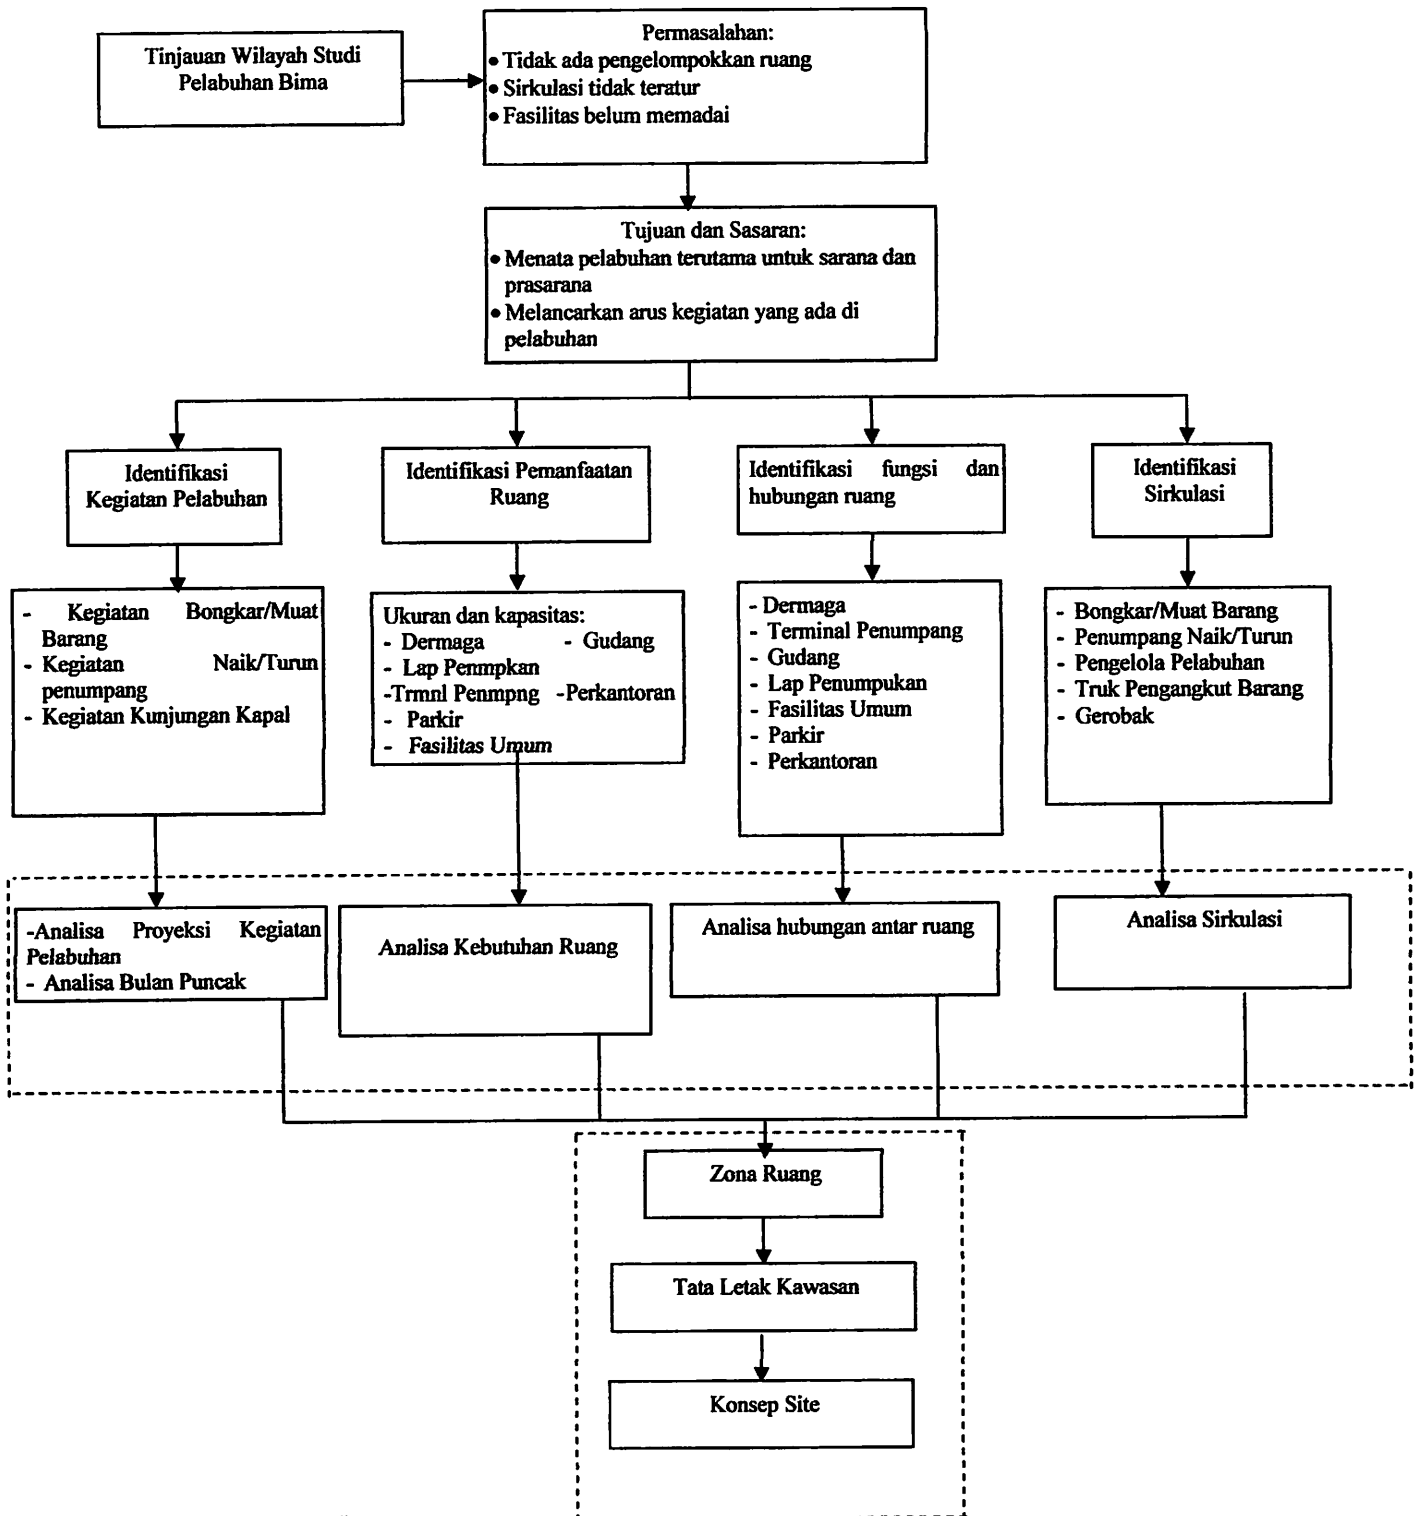 Tinjauan Wilayah Studi
Pelabuhan Bima
Permasalahan:
• Tidak ada pengelompokkan ruang
• Sirkulasi tidak teratur
• Fasilitas belum memadai
Tujuan dan Sasaran:
• Menata pelabuhan terutama untuk sarana dan
prasarana
• Melancarkan arus kegiatan yang ada di
pelabuhan
Identifikasi
Kegiatan Pelabuhan
Identifikasi Pemanfaatan
Ruang
Identifikasi fungsi dan
hubungan ruang
Identifikasi
Sirkulasi
- Kegiatan Bongkar/Muat
Barang
- Kegiatan Naik/Turun
penumpang
- Kegiatan Kunjungan Kapal
Ukuran dan kapasitas:
- Dermaga - Gudang
- Lap Penmpkan
-Trmnl Penmpng -Perkantoran
- Parkir
- Fasilitas Umum
- Dermaga
- Terminal Penumpang
- Gudang
- Lap Penumpukan
- Fasilitas Umum
- Parkir
- Perkantoran
- Bongkar/Muat Barang
- Penumpang Naik/Turun
- Pengelola Pelabuhan
- Truk Pengangkut Barang
- Gerobak
-Analisa Proyeksi Kegiatan
Pelabuhan
- Analisa Bulan Puncak
Analisa Kebutuhan Ruang
Analisa hubungan antar ruang
Analisa Sirkulasi
Zona Ruang
Tata Letak Kawasan
Konsep Site